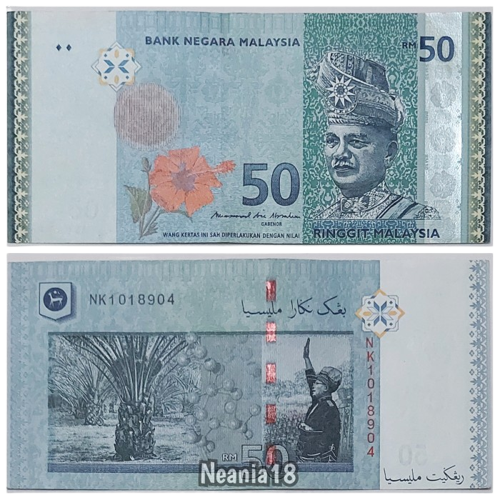 BANK NEGARA MALAYSIA
RM 50
50
GABENOR
WANG KERTAS INI SAH DIPERLAKUKAN DENGAN NILAI
RINGGIT MALAYSIA
NK1018904
بڠک نݢارا مليسيا
NK1018904
RM 50
50
رڠݢيت مليسيا
Neania18